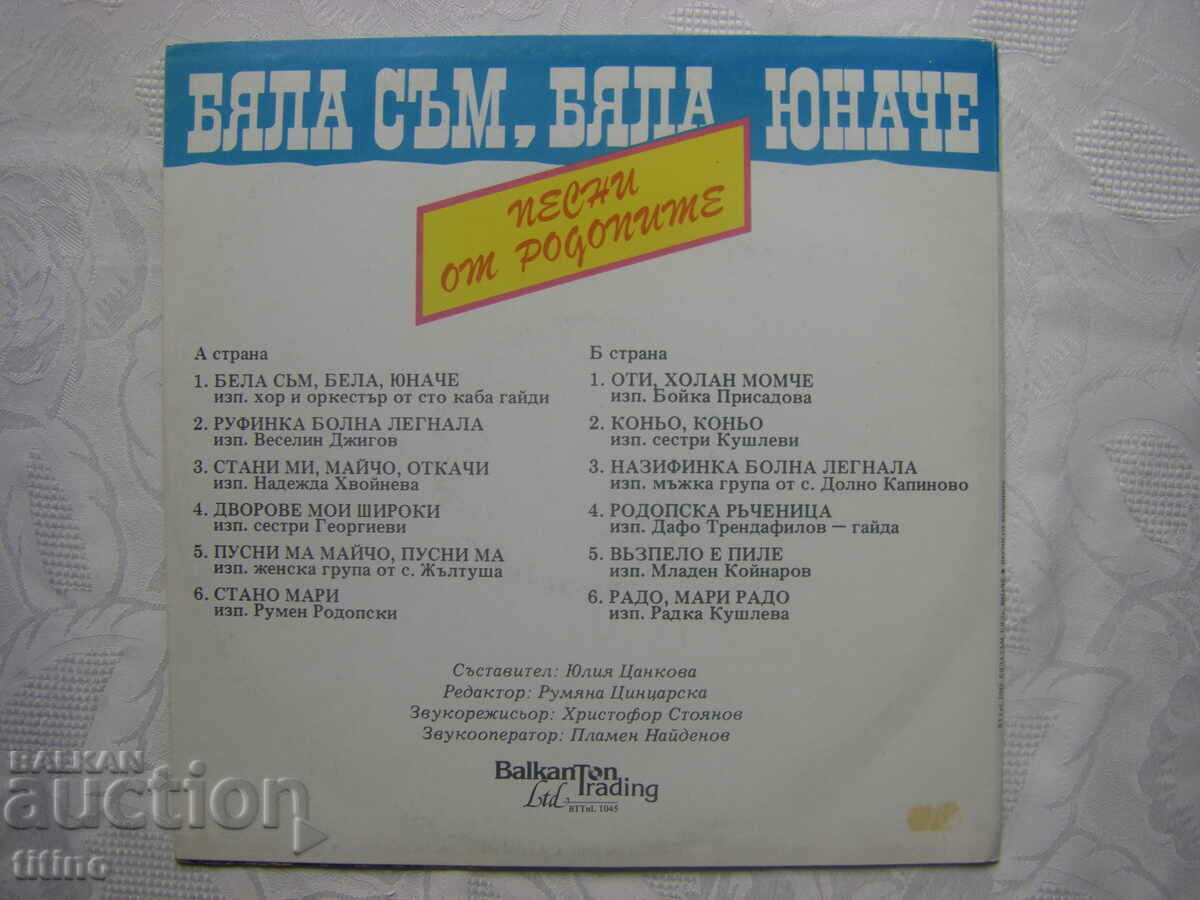 БЯЛА СЪМ, БЯЛА ЮНАЧЕ
ПЕСНИ
ОТ РОДОПИТЕ
А страна
1. БЕЛА СЪМ, БЕЛА, ЮНАЧЕ
изп. хор и оркестър от сто каба гайди
2. РУФИНКА БОЛНА ЛЕГНАЛА
изп. Веселин Джигов
3. СТАНИ МИ, МАЙЧО, ОТКАЧИ
изп. Надежда Хвойнева
4. ДВОРОВЕ МОИ ШИРОКИ
изп. сестри Георгиеви
5. ПУСНИ МА МАЙЧО, ПУСНИ МА
изп. женска група от с. Жълтуша
6. СТАНО МАРИ
изп. Румен Родопски
Б страна
1. ОТИ, ХОЛАН МОМЧЕ
изп. Бойка Присадова
2. КОНЬО, КОНЬО
изп. сестри Кушлеви
3. НАЗИФИНКА БОЛНА ЛЕГНАЛА
изп. мъжка група от с. Долно Капиново
4. РОДОПСКА РЬЧЕНИЦА
изп. Дафо Трендафилов — гайда
5. ВЬЗПЕЛО Е ПИЛЕ
изп. Младен Койнаров
6. РАДО, МАРИ РАДО
изп. Радка Кушлева
Съставител: Юлия Цанкова
Редактор: Румяна Цинцарска
Звукорежисьор: Христофор Стоянов
Звукооператор: Пламен Найденов
BalkanTon
Trading
Ltd.
BTTnL 1045
BALKAN
auction
titino